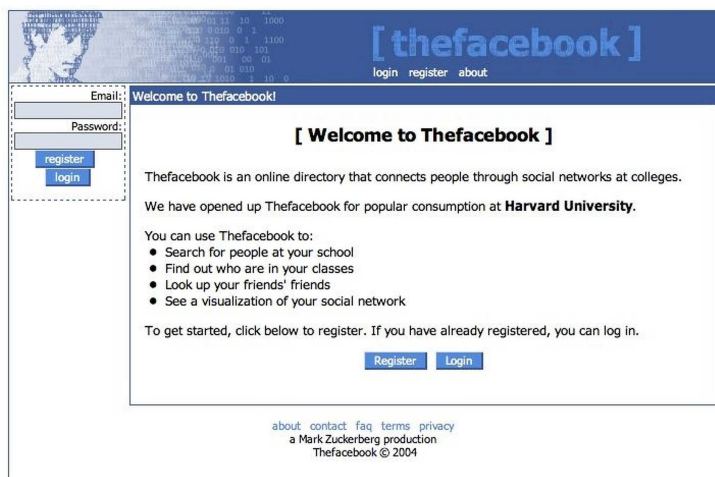 [ thefacebook ]
login register about
Email:
Password:
register
login
Welcome to Thefacebook!
[ Welcome to Thefacebook ]
Thefacebook is an online directory that connects people through social networks at colleges.
We have opened up Thefacebook for popular consumption at Harvard University.
You can use Thefacebook to:
• Search for people at your school
• Find out who are in your classes
• Look up your friends' friends
• See a visualization of your social network
To get started, click below to register. If you have already registered, you can log in.
Register Login
about contact faq terms privacy
a Mark Zuckerberg production
Thefacebook © 2004